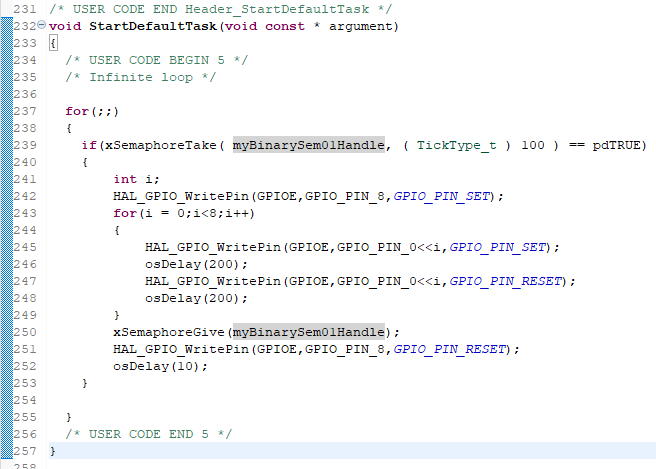 231 /* USER CODE END Header_StartDefaultTask */
232 void StartDefaultTask(void const * argument)
233 {
234   /* USER CODE BEGIN 5 */
235   /* Infinite loop */
236
237   for(;;)
238   {
239     if(xSemaphoreTake( myBinarySem01Handle, ( TickType_t ) 100 ) == pdTRUE)
240     {
241         int i;
242         HAL_GPIO_WritePin(GPIOE,GPIO_PIN_8,GPIO_PIN_SET);
243         for(i = 0;i<8;i++)
244         {
245             HAL_GPIO_WritePin(GPIOE,GPIO_PIN_0<<i,GPIO_PIN_SET);
246             osDelay(200);
247             HAL_GPIO_WritePin(GPIOE,GPIO_PIN_0<<i,GPIO_PIN_RESET);
248             osDelay(200);
249         }
250         xSemaphoreGive(myBinarySem01Handle);
251         HAL_GPIO_WritePin(GPIOE,GPIO_PIN_8,GPIO_PIN_RESET);
252         osDelay(10);
253     }
254
255   }
256   /* USER CODE END 5 */
257 }
258